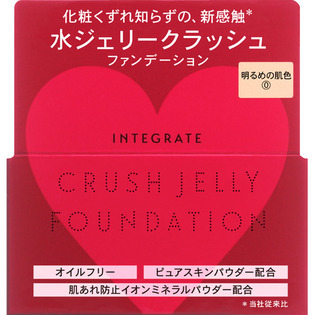 化粧くずれ知らずの、新感触*
水ジェリークラッシュ
ファンデーション
明るめの肌色
⓪
INTEGRATE
CRUSH JELLY
FOUNDATION
オイルフリー
ピュアスキンパウダー配合
肌あれ防止イオンミネラルパウダー配合
*当社従来比